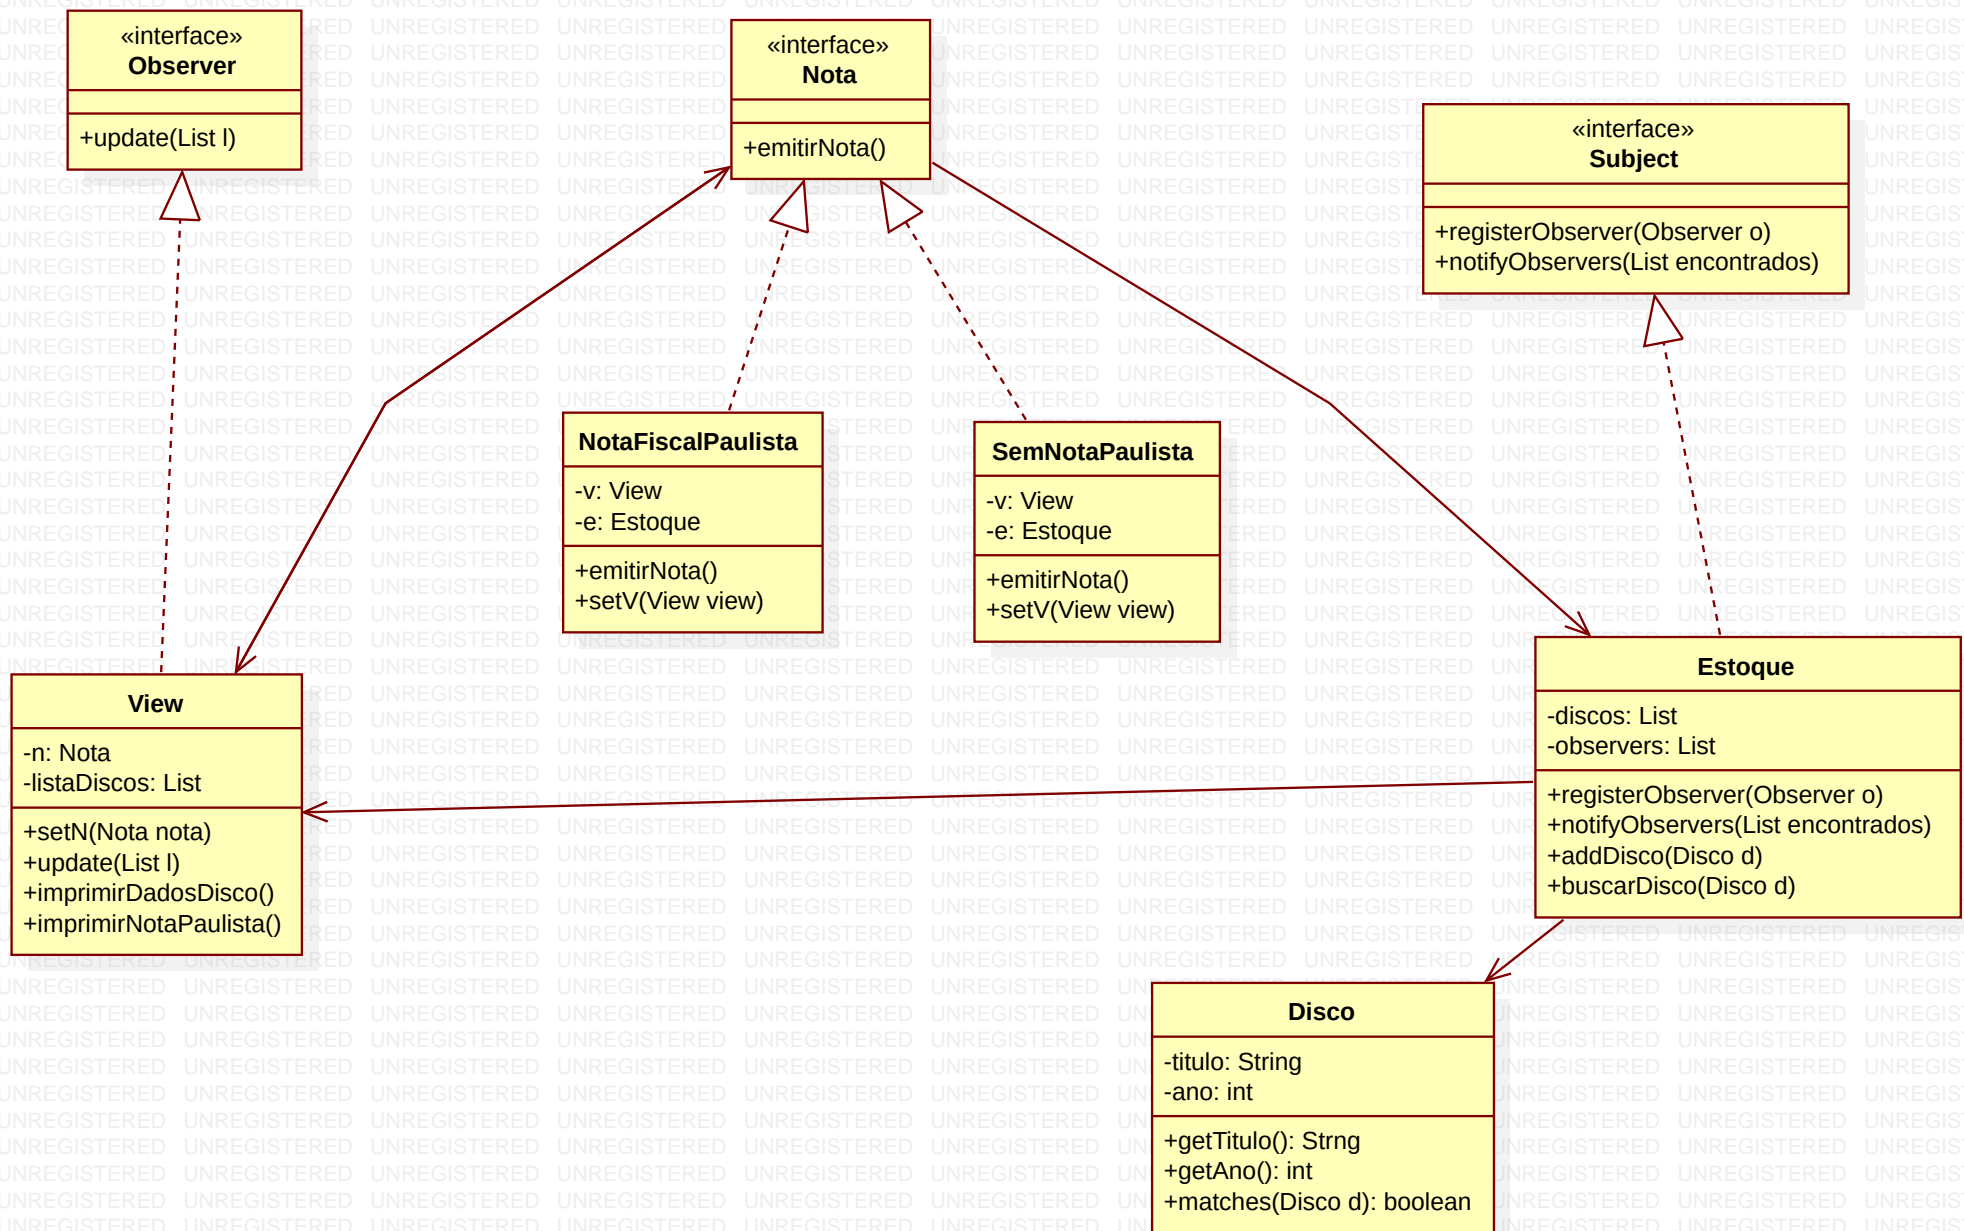 «interface»
Observer
+update(List l)
«interface»
Nota
+emitirNota()
«interface»
Subject
+registerObserver(Observer o)
+notifyObservers(List encontrados)
NotaFiscalPaulista
-v: View
-e: Estoque
+emitirNota()
+setV(View view)
SemNotaPaulista
-v: View
-e: Estoque
+emitirNota()
+setV(View view)
View
-n: Nota
-listaDiscos: List
+setN(Nota nota)
+update(List l)
+imprimirDadosDisco()
+imprimirNotaPaulista()
Estoque
-discos: List
-observers: List
+registerObserver(Observer o)
+notifyObservers(List encontrados)
+addDisco(Disco d)
+buscarDisco(Disco d)
Disco
-titulo: String
-ano: int
+getTitulo(): Strng
+getAno(): int
+matches(Disco d): boolean
UNREGISTERED